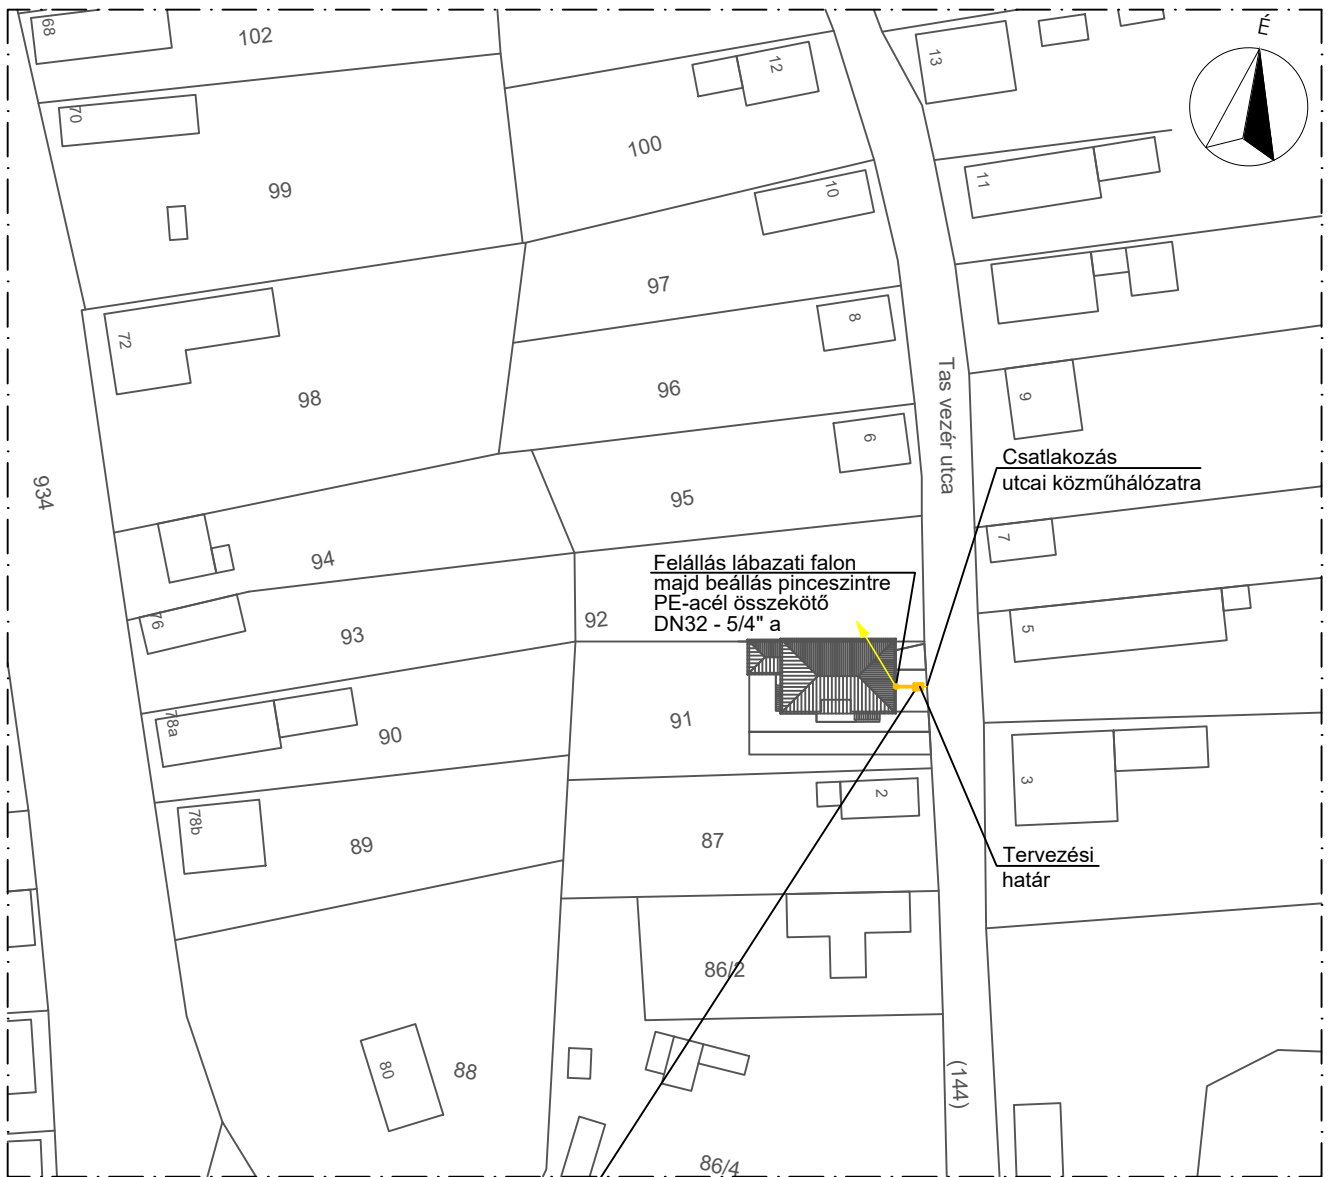 68
102
É
12
13
70
100
99
11
10
97
8
72
98
96
Tas vezér utca
9
6
Csatlakozás
utcai közműhálózatra
934
95
7
94
Felállás lábazati falon
majd beállás pinceszintre
PE-acél összekötő
DN32 - 5/4" a
76
93
92
5
78a
90
91
3
2
78b
89
87
Tervezési
határ
86/2
80
88
(144)
86/4